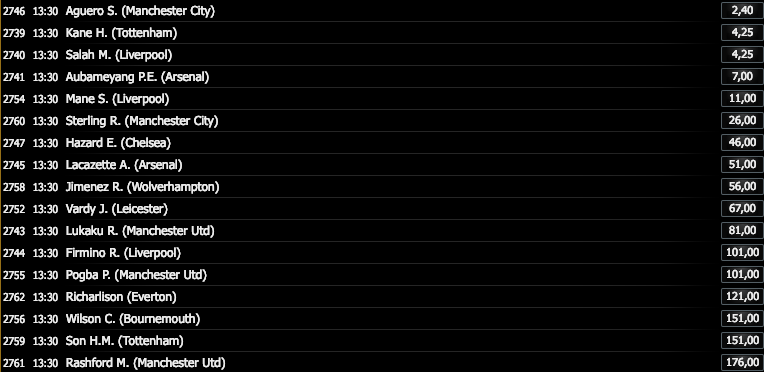 2746 13:30 Aguero S. (Manchester City) 2,40
2739 13:30 Kane H. (Tottenham) 4,25
2740 13:30 Salah M. (Liverpool) 4,25
2741 13:30 Aubameyang P.E. (Arsenal) 7,00
2754 13:30 Mane S. (Liverpool) 11,00
2760 13:30 Sterling R. (Manchester City) 26,00
2747 13:30 Hazard E. (Chelsea) 46,00
2745 13:30 Lacazette A. (Arsenal) 51,00
2758 13:30 Jimenez R. (Wolverhampton) 56,00
2752 13:30 Vardy J. (Leicester) 67,00
2743 13:30 Lukaku R. (Manchester Utd) 81,00
2744 13:30 Firmino R. (Liverpool) 101,00
2755 13:30 Pogba P. (Manchester Utd) 101,00
2762 13:30 Richarlison (Everton) 121,00
2756 13:30 Wilson C. (Bournemouth) 151,00
2759 13:30 Son H.M. (Tottenham) 151,00
2761 13:30 Rashford M. (Manchester Utd) 176,00